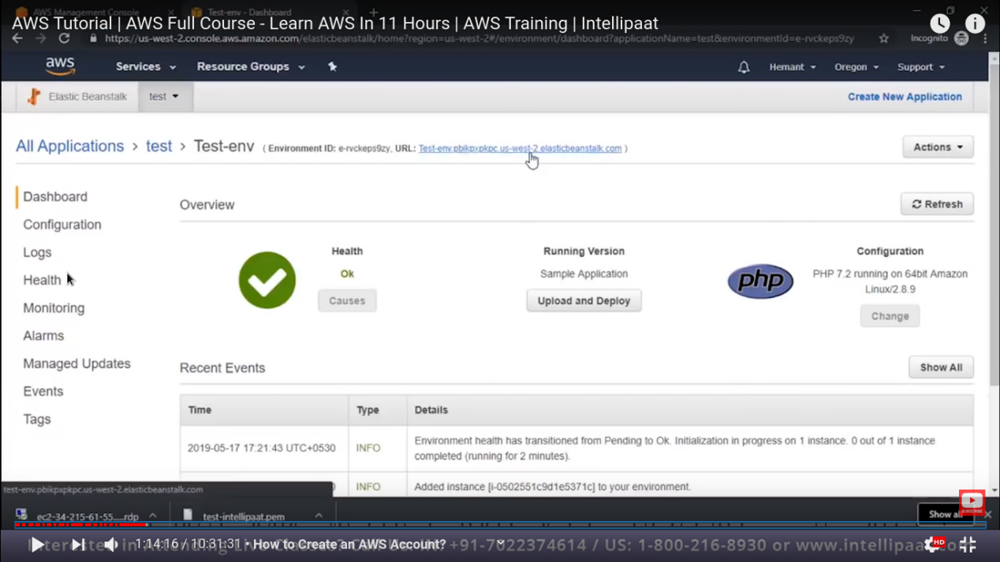 AWS Management Console
Test-env - Dashboard
AWS Tutorial | AWS Full Course - Learn AWS In 11 Hours | AWS Training | Intellipaat
https://us-west-2.console.aws.amazon.com/elasticbeanstalk/home?region=us-west-2#/environment/dashboard?applicationName=test&environmentId=e-rvckeps9zy
Incognito
aws Services Resource Groups Hemant Oregon Support
Elastic Beanstalk test Create New Application
All Applications > test > Test-env ( Environment ID: e-rvckeps9zy, URL: Test-env.pbikpxpkpc.us-west-2.elasticbeanstalk.com ) Actions
Dashboard
Configuration
Logs
Health
Monitoring
Alarms
Managed Updates
Events
Tags
Overview Refresh
Health
Ok
Causes
Running Version
Sample Application
Upload and Deploy
php
Configuration
PHP 7.2 running on 64bit Amazon
Linux/2.8.9
Change
Recent Events Show All
Time Type Details
2019-05-17 17:21:43 UTC+0530 INFO Environment health has transitioned from Pending to Ok. Initialization in progress on 1 instance. 0 out of 1 instance
completed (running for 2 minutes).
INFO Added instance [i-0502551c9d1e5371c] to your environment.
test-env.pbikpxpkpc.us-west-2.elasticbeanstalk.com
SUBSCRIBE
ec2-34-215-61-55.....rdp test-intellipaat.pem Show all
1:14:16 / 10:31:31 • How to Create an AWS Account?
+91-7022374614 / US: 1-800-216-8930 or www.intellipaat
HD